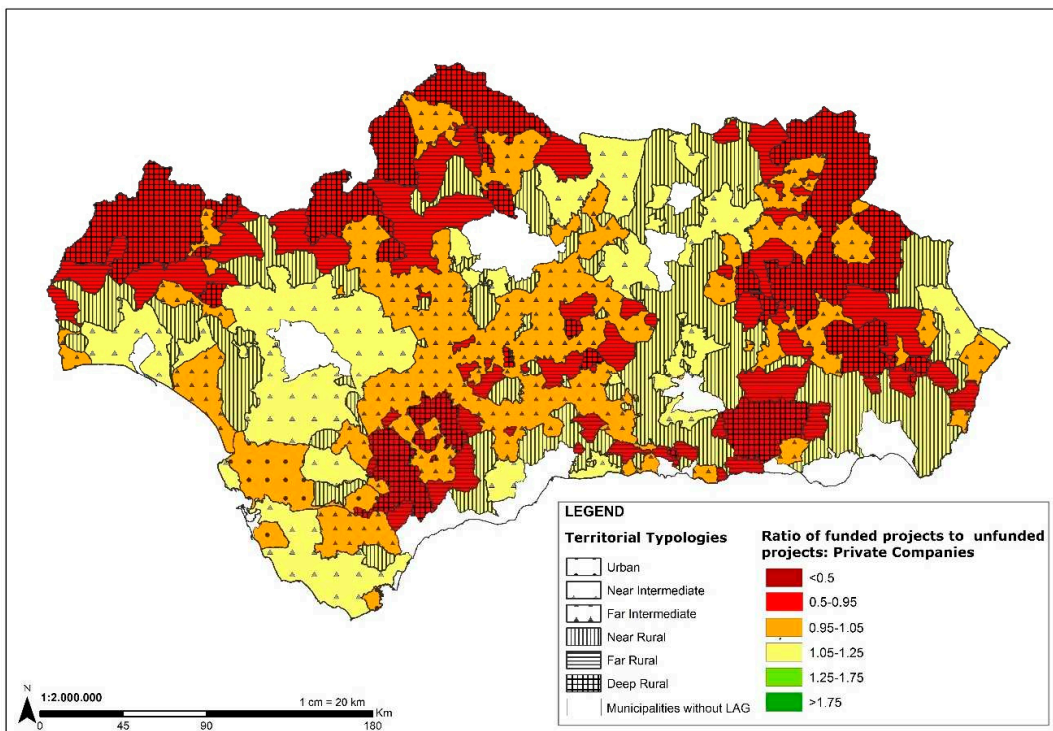 LEGEND
Territorial Typologies
Urban
Near Intermediate
Far Intermediate
Near Rural
Far Rural
Deep Rural
Municipalities without LAG
Ratio of funded projects to unfunded
projects: Private Companies
<0.5
0.5-0.95
0.95-1.05
1.05-1.25
1.25-1.75
>1.75
N
1:2.000.000
1 cm = 20 km
Km
0 45 90 180